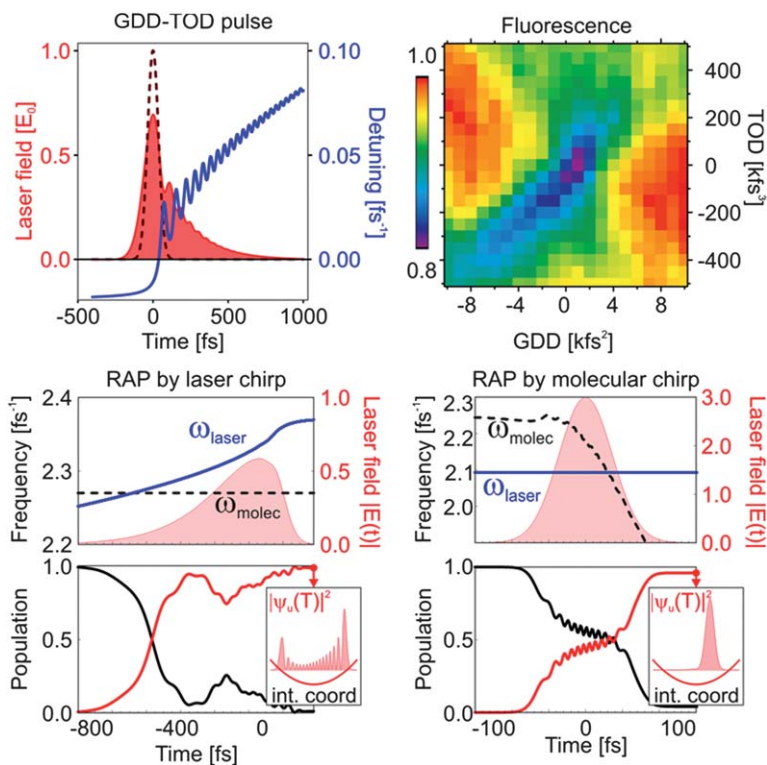 GDD-TOD pulse
Laser field [E₀]
1.0
0.5
0.0
0.10
0.05
0.00
Detuning [fs⁻¹]
-500
0
500
1000
Time [fs]
Fluorescence
1.0
0.8
400
200
0
-200
-400
TOD [kfs³]
-8
-4
0
4
8
GDD [kfs²]
RAP by laser chirp
Frequency [fs⁻¹]
2.4
2.3
2.2
ω_laser
ω_molec
1.0
0.5
0.0
Laser field |E(t)|
Population
1.0
0.5
0.0
|ψ_u(T)|²
int. coord
-800
-400
0
Time [fs]
RAP by molecular chirp
Frequency [fs⁻¹]
2.3
2.2
2.1
2.0
ω_molec
ω_laser
3.0
2.0
1.0
0.0
Laser field |E(t)|
Population
1.0
0.5
0.0
|ψ_u(T)|²
int. coord
-100
0
100
Time [fs]